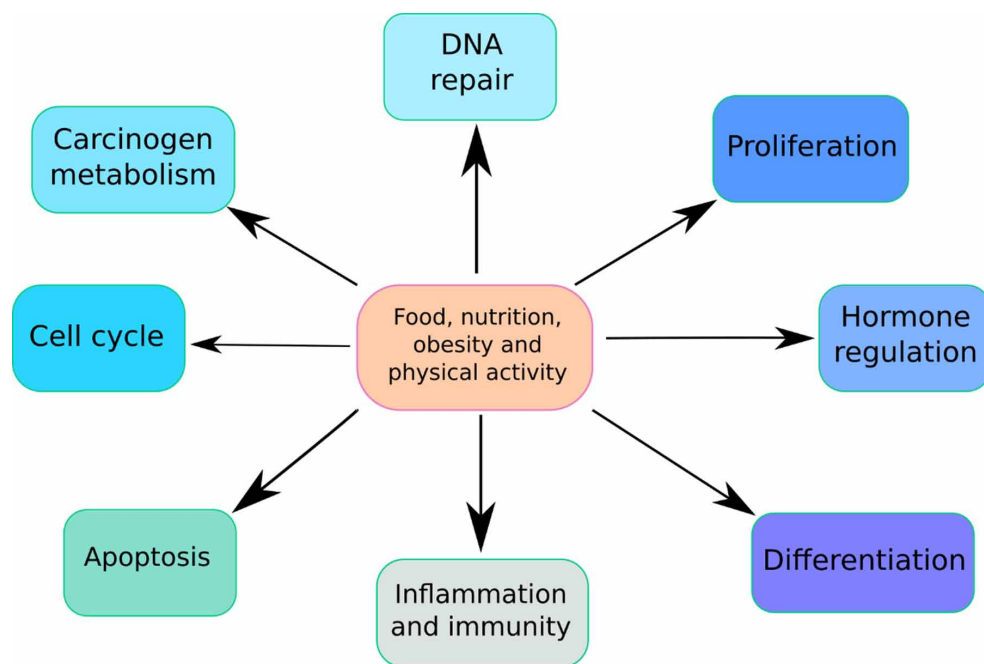 DNA
repair
Carcinogen
metabolism
Proliferation
Cell cycle
Food, nutrition,
obesity and
physical activity
Hormone
regulation
Apoptosis
Inflammation
and immunity
Differentiation